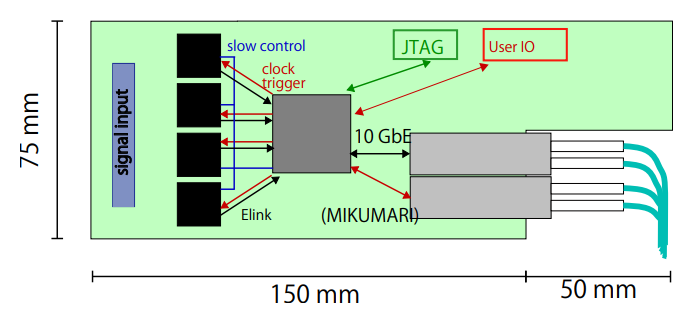 slow control
JTAG
User IO
clock
trigger
signal input
75 mm
10 GbE
Elink
(MIKUMARI)
150 mm
50 mm